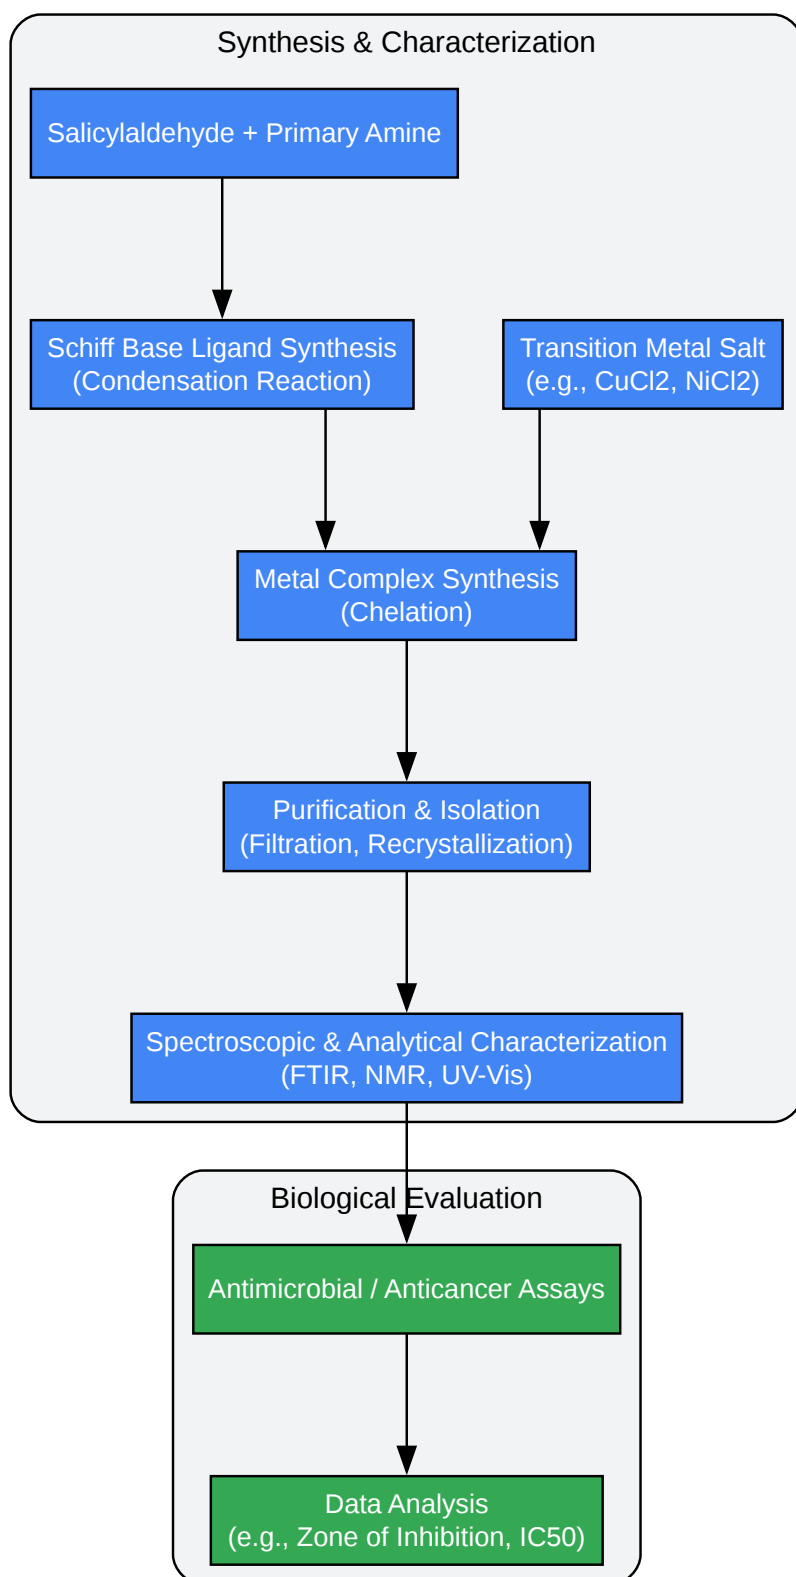 Synthesis & Characterization
Salicylaldehyde + Primary Amine
Schiff Base Ligand Synthesis
(Condensation Reaction)
Transition Metal Salt
(e.g., CuCl2, NiCl2)
Metal Complex Synthesis
(Chelation)
Purification & Isolation
(Filtration, Recrystallization)
Spectroscopic & Analytical Characterization
(FTIR, NMR, UV-Vis)
Biological Evaluation
Antimicrobial / Anticancer Assays
Data Analysis
(e.g., Zone of Inhibition, IC50)